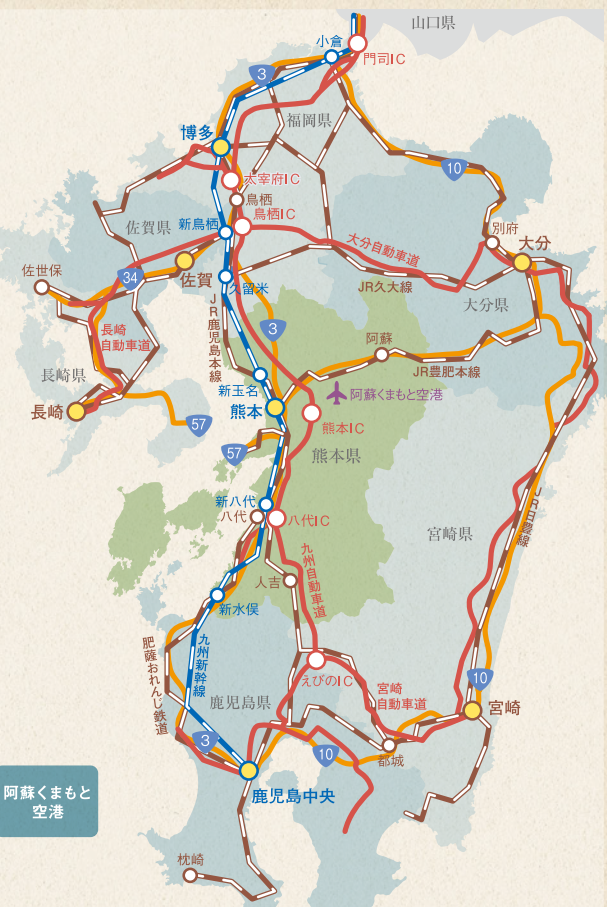 山口県
小倉
門司IC
3
福岡県
博多
10
太宰府IC
鳥栖
鳥栖IC
佐賀県
新鳥栖
大分自動車道
別府
大分
佐世保
34
佐賀
久留米
JR久大線
大分県
JR鹿児島本線
3
長崎
自動車道
阿蘇
JR豊肥本線
長崎県
新玉名
阿蘇くまもと空港
長崎
熊本
57
熊本IC
57
熊本県
新八代
八代
八代IC
JR日豊線
宮崎県
九州自動車道
人吉
新水俣
肥薩おれんじ鉄道
九州新幹線
えびのIC
鹿児島県
宮崎
自動車道
10
宮崎
3
10
都城
鹿児島中央
阿蘇くまもと
空港
枕崎